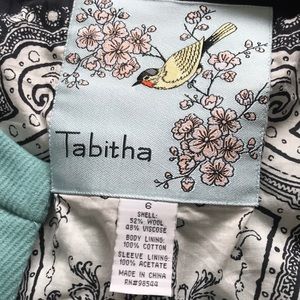 Tabitha
6
SHELL:
52% WOOL
48% VISCOSE
BODY LINING:
100% COTTON
SLEEVE LINING:
100% ACETATE
MADE IN CHINA
RN#98544